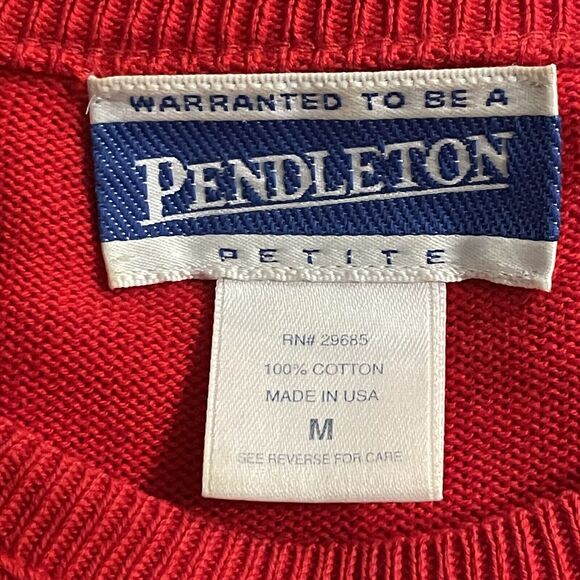 WARRANTED TO BE A
PENDLETON
PETITE
RN# 29685
100% COTTON
MADE IN USA
M
SEE REVERSE FOR CARE